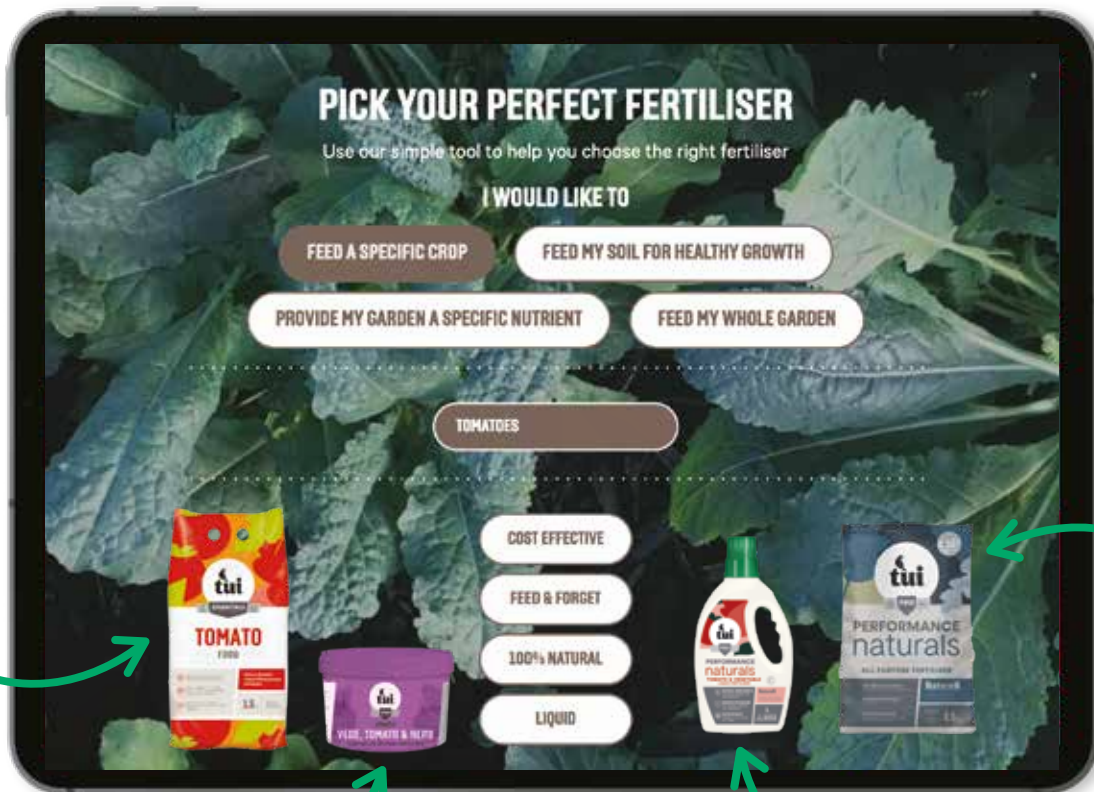 PICK YOUR PERFECT FERTILISER
Use our simple tool to help you choose the right fertiliser
I WOULD LIKE TO
FEED A SPECIFIC CROP
FEED MY SOIL FOR HEALTHY GROWTH
PROVIDE MY GARDEN A SPECIFIC NUTRIENT
FEED MY WHOLE GARDEN
TOMATOES
COST EFFECTIVE
FEED & FORGET
100% NATURAL
LIQUID
tui
ESSENTIALS
TOMATO
FOOD
tui
VEGE, TOMATO & HERB
tui
PERFORMANCE
naturals
tui
PERFORMANCE
naturals
ALL PURPOSE FERTILISER